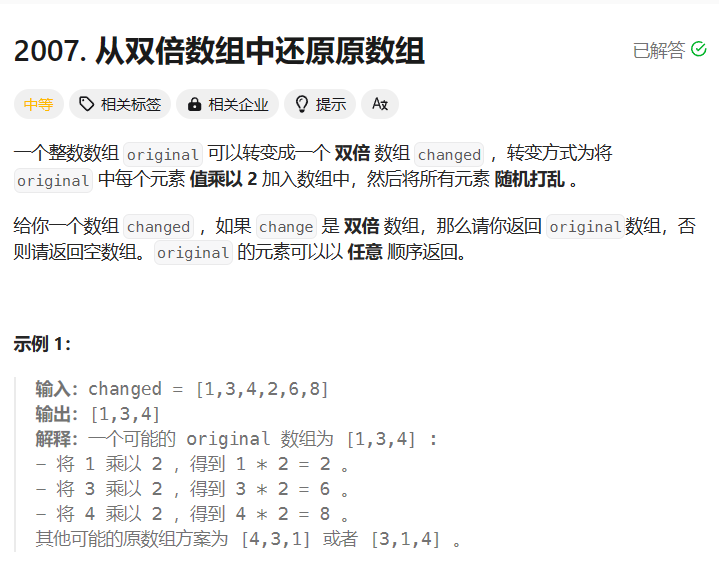 2007. 从双倍数组中还原原数组 已解答
中等 相关标签 相关企业 提示
一个整数数组 original 可以转变成一个 双倍 数组 changed ，转变方式为将
original 中每个元素 值乘以 2 加入数组中，然后将所有元素 随机打乱 。
给你一个数组 changed ，如果 change 是 双倍 数组，那么请你返回 original数组，否
则请返回空数组。original 的元素可以以 任意 顺序返回。
示例 1：
输入：changed = [1,3,4,2,6,8]
输出：[1,3,4]
解释：一个可能的 original 数组为 [1,3,4] :
- 将 1 乘以 2 ，得到 1 * 2 = 2 。
- 将 3 乘以 2 ，得到 3 * 2 = 6 。
- 将 4 乘以 2 ，得到 4 * 2 = 8 。
其他可能的原数组方案为 [4,3,1] 或者 [3,1,4] 。